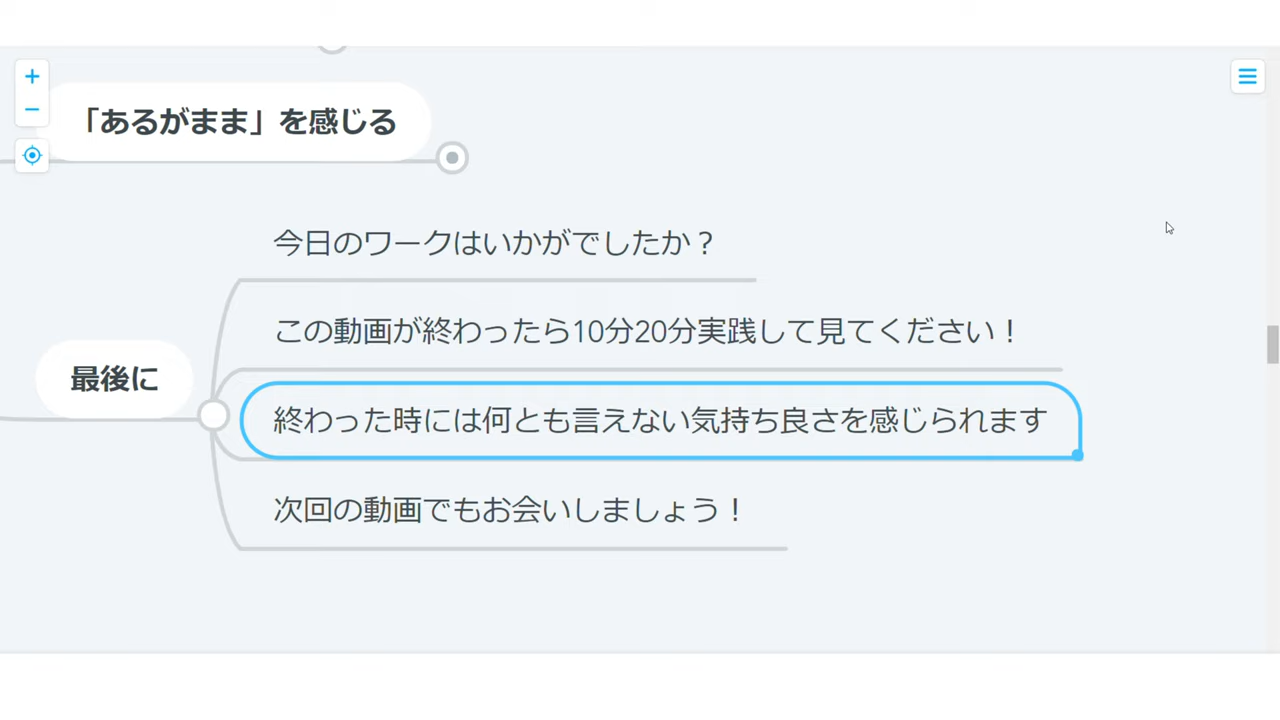 「あるがまま」を感じる
今日のワークはいかがでしたか？
この動画が終わったら10分20分実践して見てください！
最後に
終わった時には何とも言えない気持ち良さを感じられます
次回の動画でもお会いしましょう！